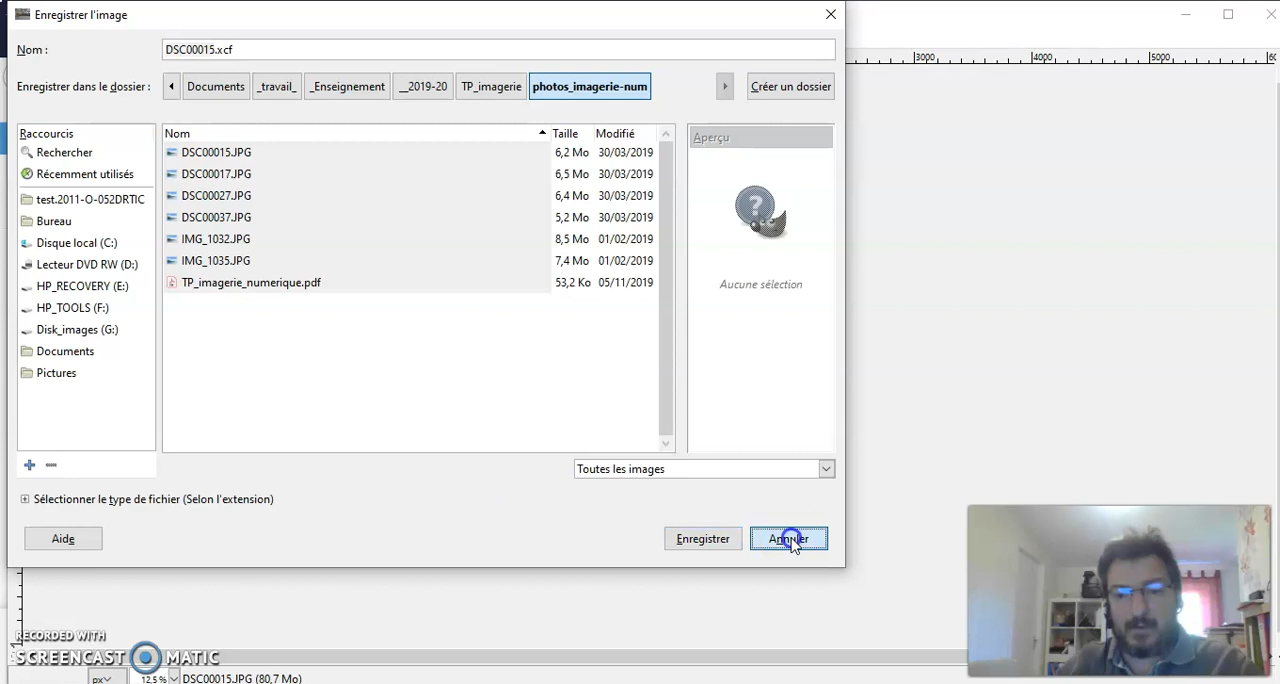 Enregistrer l'image
Nom :
DSC00015.xcf
Enregistrer dans le dossier :
Documents
_travail_
_Enseignement
__2019-20
TP_imagerie
photos_imagerie-num
Créer un dossier
Raccourcis
Rechercher
Récemment utilisés
test.2011-O-052DRTIC
Bureau
Disque local (C:)
Lecteur DVD RW (D:)
HP_RECOVERY (E:)
HP_TOOLS (F:)
Disk_images (G:)
Documents
Pictures
Nom Taille Modifié
DSC00015.JPG 6,2 Mo 30/03/2019
DSC00017.JPG 6,5 Mo 30/03/2019
DSC00027.JPG 6,4 Mo 30/03/2019
DSC00037.JPG 5,2 Mo 30/03/2019
IMG_1032.JPG 8,5 Mo 01/02/2019
IMG_1035.JPG 7,4 Mo 01/02/2019
TP_imagerie_numerique.pdf 53,2 Ko 05/11/2019
Aperçu
?
Aucune sélection
Toutes les images
Sélectionner le type de fichier (Selon l'extension)
Aide
Enregistrer
Annuler
3000 4000 5000
RECORDED WITH
SCREENCAST MATIC
px 12,5 % DSC00015.JPG (80,7 Mo)